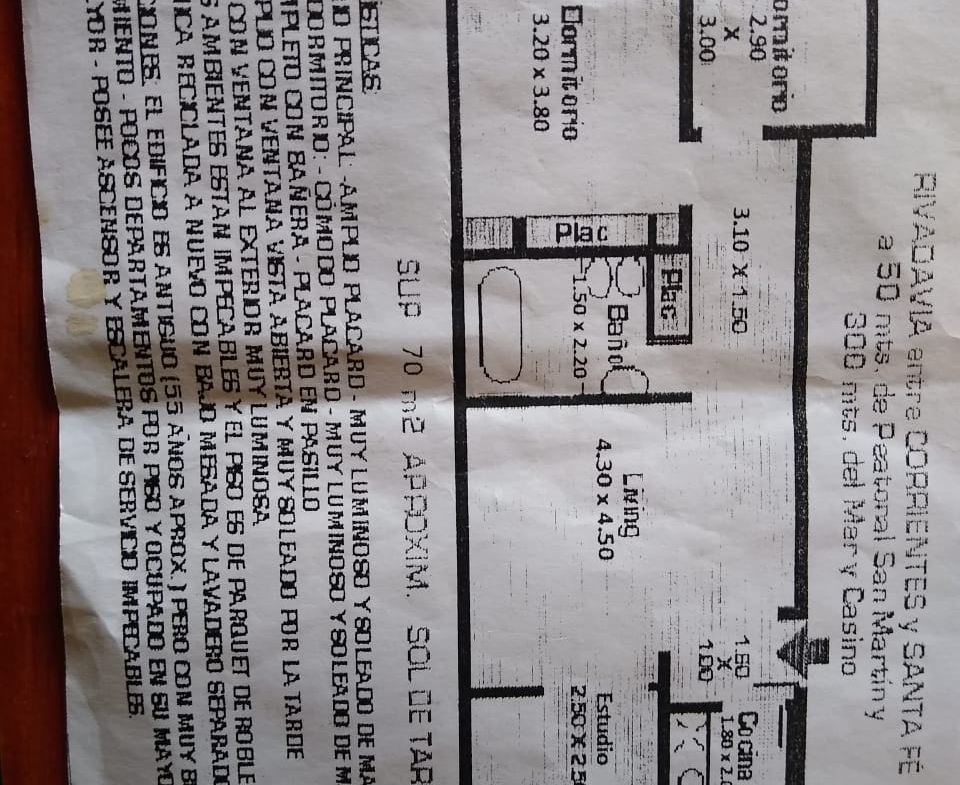 RIVADAVIA entre CORRIENTES y SANTA FÉ
a 50 mts. de Peatonal San Martín y
300 mts. del Mar y Casino
ormitorio
2.90
X
3.00
3.10 X 1.50
1.50
X
1.00
Cocina
1.80 x 2.0
Plac
Dormitorio
3.20 x 3.80
Plac
Baño
1.50 x 2.20
Living
4.30 x 4.50
Estudio
2.50 X 2.5
SUP 70 m2 APROXIM. SOL DE TAR
ÍSTICAS:
O PRINCIPAL: -AMPLIO PLACARD - MUY LUMINOSO Y SOLEADO DE MA
DORMITORIO: - CÓMODO PLACARD - MUY LUMINOSO Y SOLEADO DE M
MPLETO CON BAÑERA - PLACARD EN PASILLO
PLIO CON VENTANA VISTA ABIERTA Y MUY SOLEADO POR LA TARDE
CON VENTANA AL EXTERIOR MUY LUMINOSA
S AMBIENTES ESTAN IMPECABLES Y EL PISO ES DE PARQUET DE ROBLE
ICA RECICLADA A NUEVO CON BAJO MESADA Y LAVADERO SEPARADO
CIONES: EL EDIFICIO ES ANTIGUO (55 AÑOS APROX.) PERO CON MUY B
MIENTO - POCOS DEPARTAMENTOS POR PISO Y OCUPADO EN SU MAYO
YOR - POSEE ASCENSOR Y ESCALERA DE SERVICIO IMPECABLES.